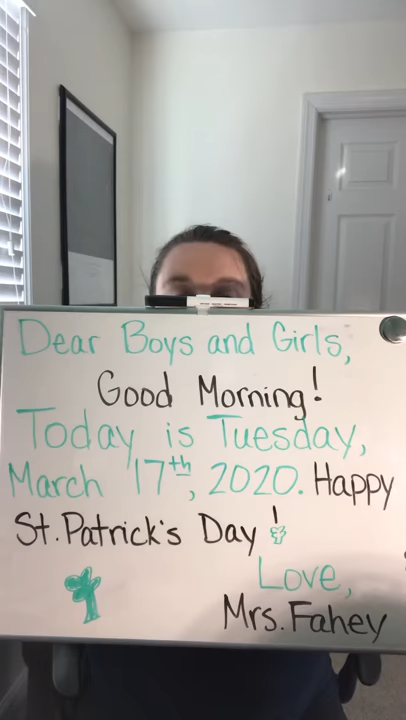 Dear Boys and Girls,
Good Morning!
Today is Tuesday,
March 17th, 2020. Happy
St. Patrick's Day!
Love,
Mrs. Fahey